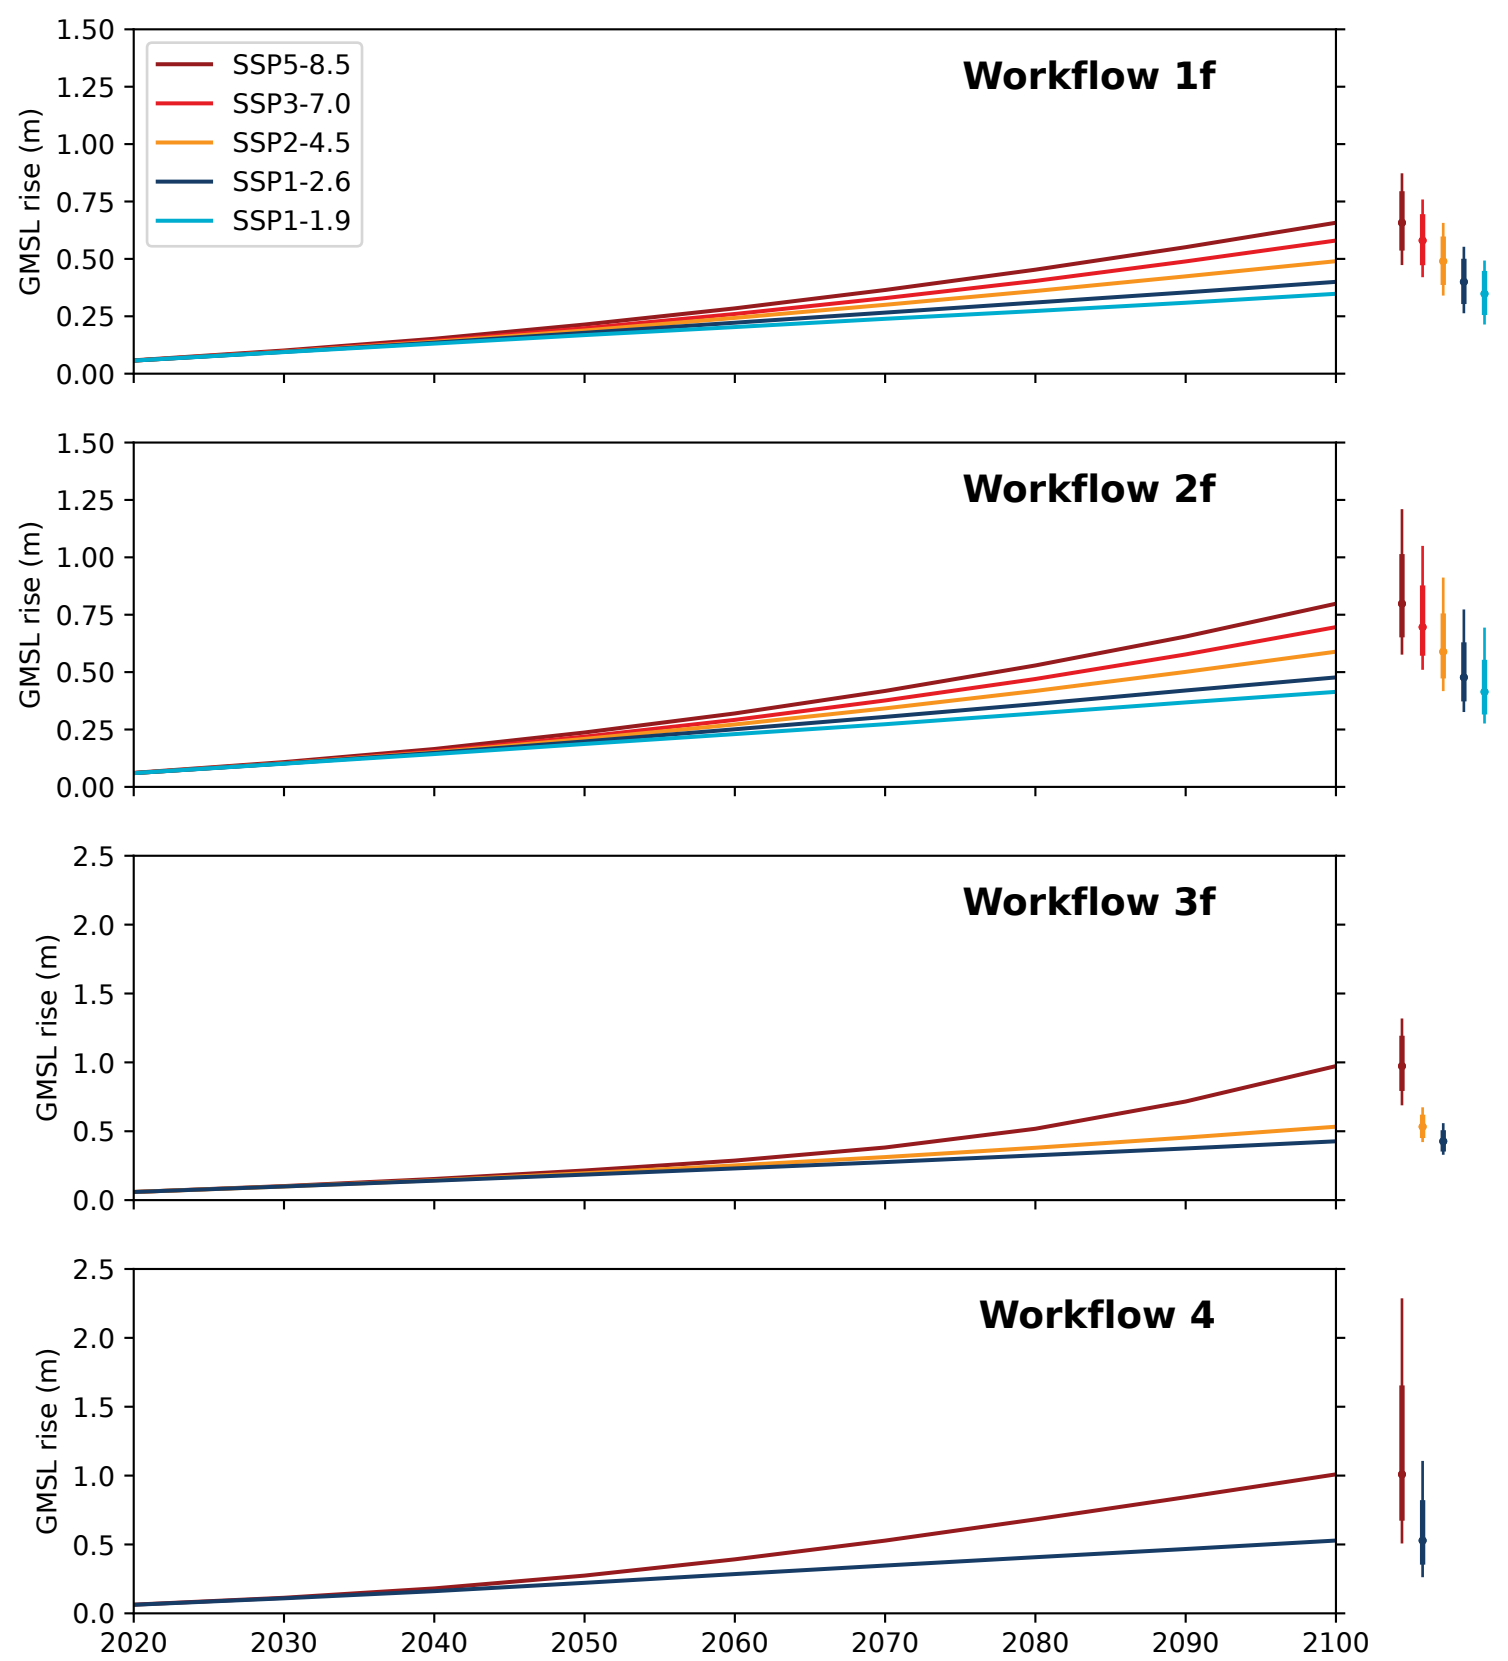 1.50
1.25
1.00
0.75
0.50
0.25
0.00
GMSL rise (m)
SSP5-8.5
SSP3-7.0
SSP2-4.5
SSP1-2.6
SSP1-1.9
Workflow 1f
1.50
1.25
1.00
0.75
0.50
0.25
0.00
GMSL rise (m)
Workflow 2f
2.5
2.0
1.5
1.0
0.5
0.0
GMSL rise (m)
Workflow 3f
2.5
2.0
1.5
1.0
0.5
0.0
GMSL rise (m)
Workflow 4
2020 2030 2040 2050 2060 2070 2080 2090 2100